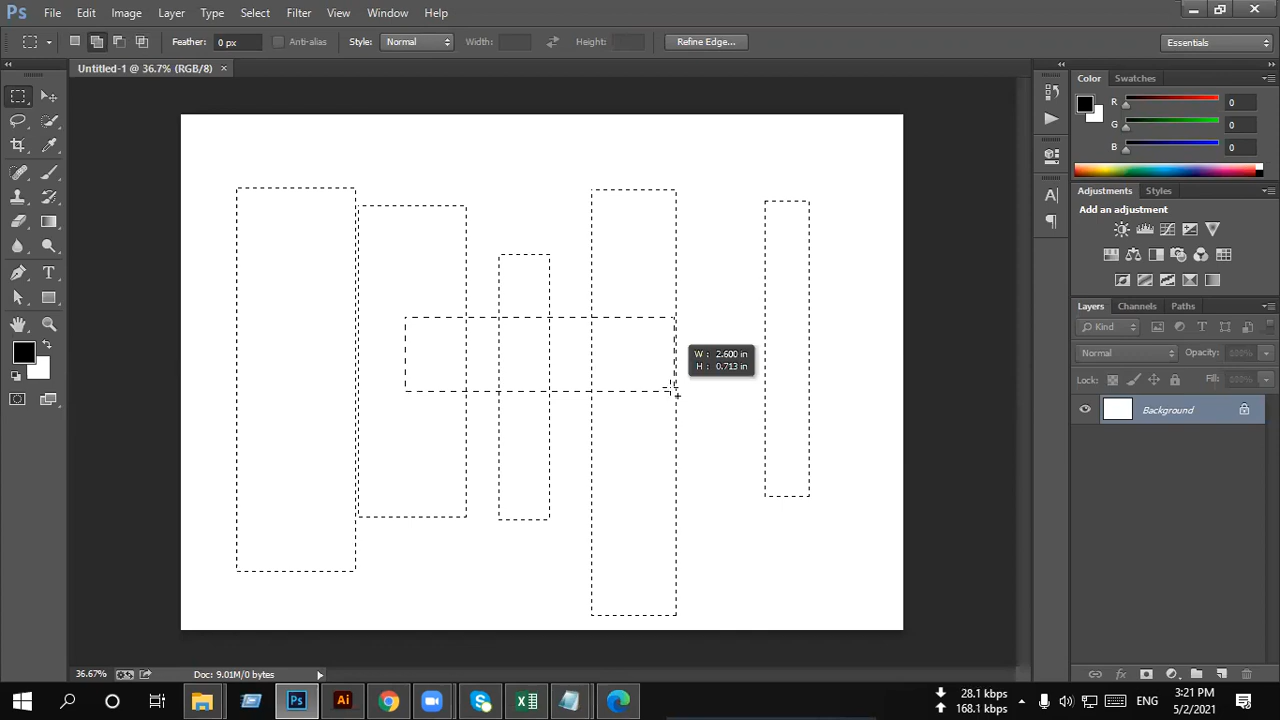 Ps File Edit Image Layer Type Select Filter View Window Help
Feather: 0 px Anti-alias Style: Normal Width: Height: Refine Edge... Essentials
Untitled-1 @ 36.7% (RGB/8) ×
Color Swatches
R 0
G 0
B 0
Adjustments Styles
Add an adjustment
Layers Channels Paths
Kind
Normal Opacity:
Lock: Fill:
Background
W : 2.600 in
H : 0.713 in
36.67% Doc: 9.01M/0 bytes
Ps Ai 28.1 kbps
168.1 kbps
ENG
3:21 PM
5/2/2021